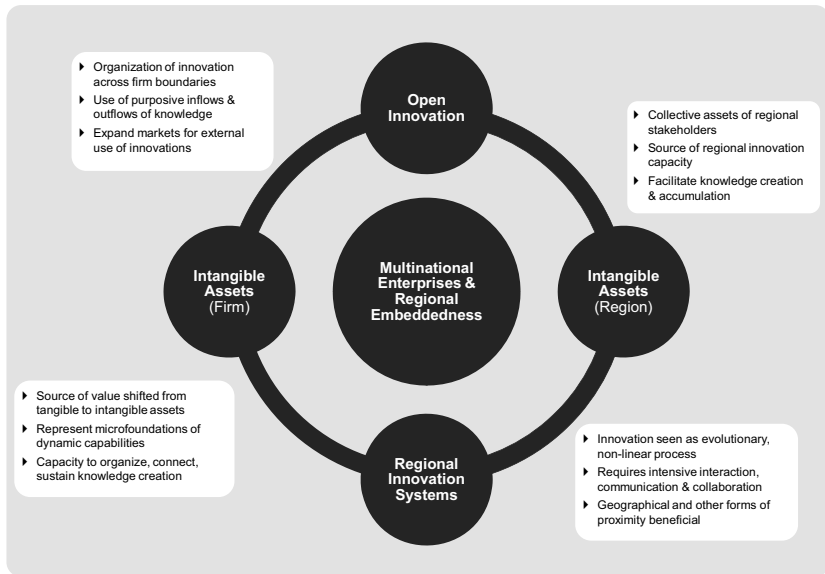 Organization of innovation
across firm boundaries
Use of purposive inflows &
outflows of knowledge
Expand markets for external
use of innovations
Open
Innovation
Collective assets of regional
stakeholders
Source of regional innovation
capacity
Facilitate knowledge creation
& accumulation
Intangible
Assets
(Firm)
Multinational
Enterprises &
Regional
Embeddedness
Intangible
Assets
(Region)
Source of value shifted from
tangible to intangible assets
Represent microfoundations of
dynamic capabilities
Capacity to organize, connect,
sustain knowledge creation
Regional
Innovation
Systems
Innovation seen as evolutionary,
non-linear process
Requires intensive interaction,
communication & collaboration
Geographical and other forms of
proximity beneficial